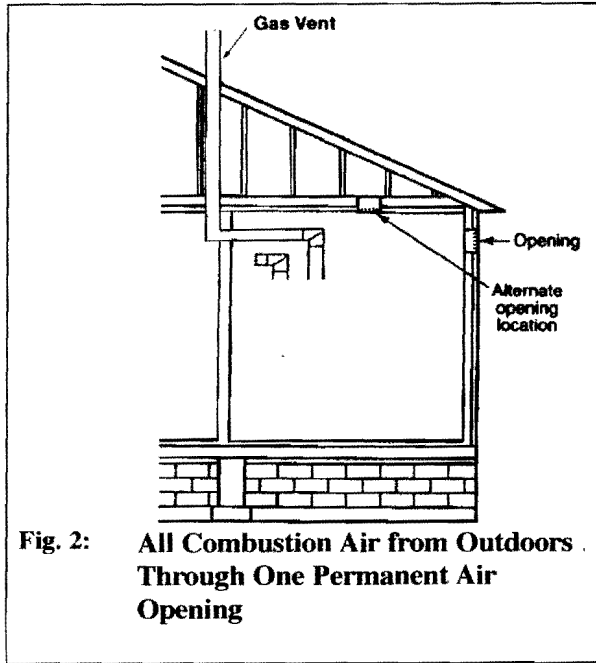 Gas Vent
Opening
Alternate
opening
location
Fig. 2: All Combustion Air from Outdoors
Through One Permanent Air
Opening